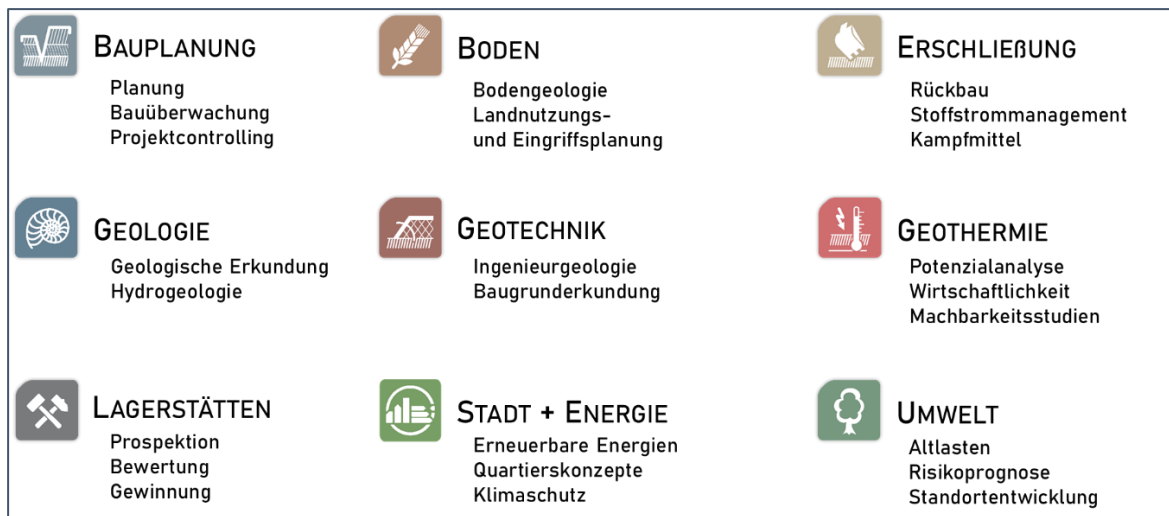 BAUPLANUNG
Planung
Bauüberwachung
Projektcontrolling
BODEN
Bodengeologie
Landnutzungs-
und Eingriffsplanung
ERSCHLIEßUNG
Rückbau
Stoffstrommanagement
Kampfmittel
GEOLOGIE
Geologische Erkundung
Hydrogeologie
GEOTECHNIK
Ingenieurgeologie
Baugrunderkundung
GEOTHERMIE
Potenzialanalyse
Wirtschaftlichkeit
Machbarkeitsstudien
LAGERSTÄTTEN
Prospektion
Bewertung
Gewinnung
STADT + ENERGIE
Erneuerbare Energien
Quartierskonzepte
Klimaschutz
UMWELT
Altlasten
Risikoprognose
Standortentwicklung